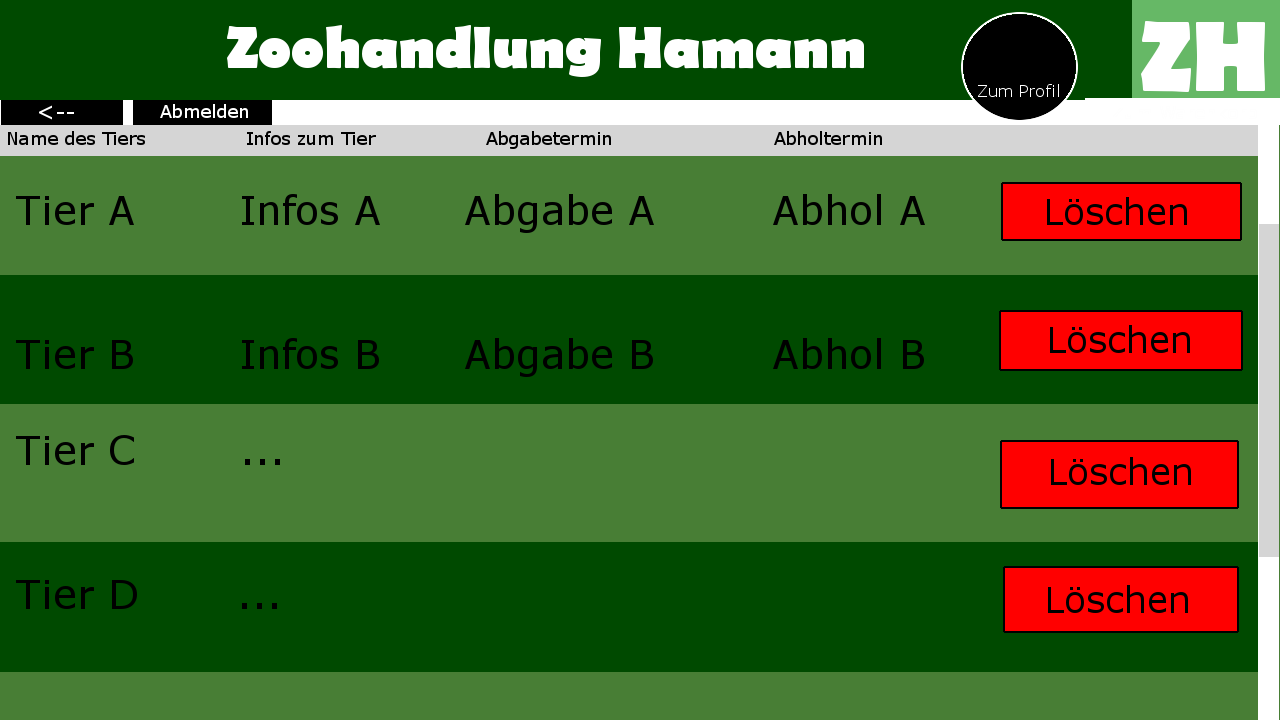 Zoohandlung Hamann
ZH
Zum Profil
<-- Abmelden
Name des Tiers Infos zum Tier Abgabetermin Abholtermin
Tier A Infos A Abgabe A Abhol A Löschen
Tier B Infos B Abgabe B Abhol B Löschen
Tier C ... Löschen
Tier D ... Löschen